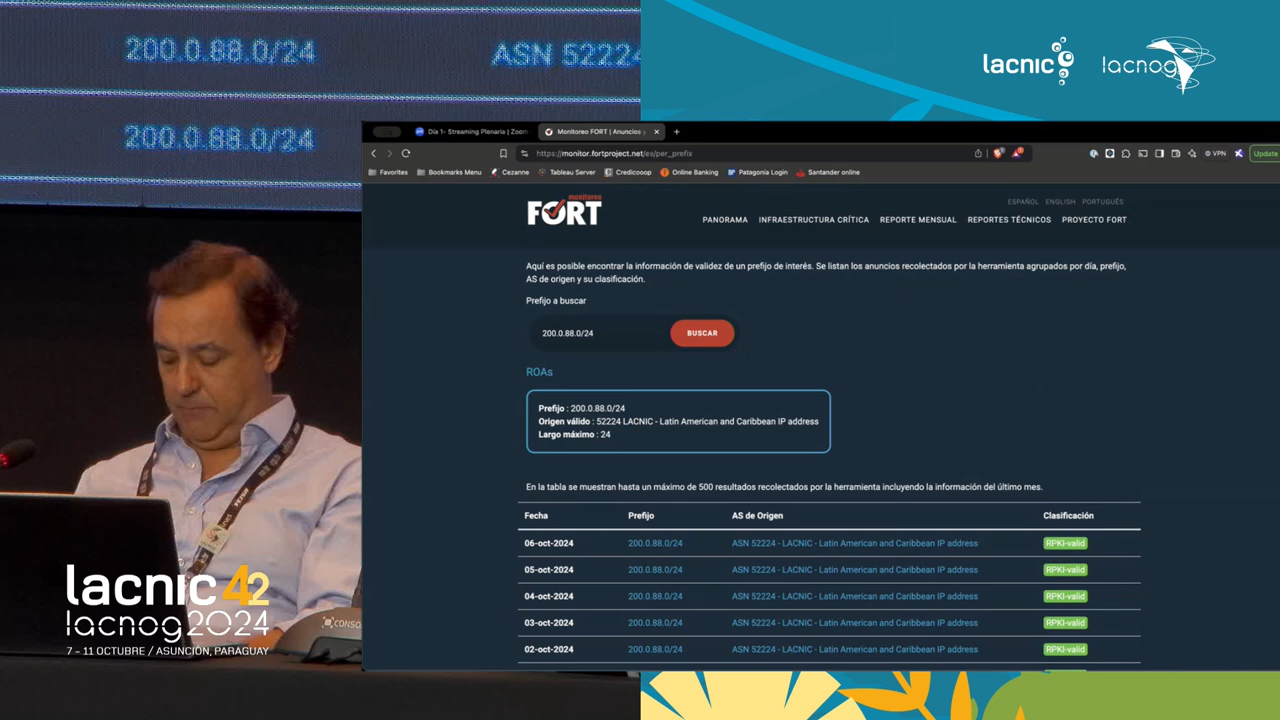 200.0.88.0/24
ASN 52224
200.0.88.0/24
lacnic
lacnog
Día 1- Streaming Plenaria | Zoom
Monitoreo FORT | Anuncios
https://monitor.fortproject.net/es/per_prefix
VPN
Update
Favorites
Bookmarks Menu
Cezanne
Tableau Server
Credicooop
Online Banking
Patagonia Login
Santander online
monitoreo
FORT
ESPAÑOL ENGLISH PORTUGUÊS
PANORAMA INFRAESTRUCTURA CRÍTICA REPORTE MENSUAL REPORTES TÉCNICOS PROYECTO FORT
Aquí es posible encontrar la información de validez de un prefijo de interés. Se listan los anuncios recolectados por la herramienta agrupados por día, prefijo,
AS de origen y su clasificación.
Prefijo a buscar
200.0.88.0/24
BUSCAR
ROAs
Prefijo : 200.0.88.0/24
Origen válido : 52224 LACNIC - Latin American and Caribbean IP address
Largo máximo : 24
En la tabla se muestran hasta un máximo de 500 resultados recolectados por la herramienta incluyendo la información del último mes.
Fecha Prefijo AS de Origen Clasificación
06-oct-2024 200.0.88.0/24 ASN 52224 - LACNIC - Latin American and Caribbean IP address RPKI-valid
05-oct-2024 200.0.88.0/24 ASN 52224 - LACNIC - Latin American and Caribbean IP address RPKI-valid
04-oct-2024 200.0.88.0/24 ASN 52224 - LACNIC - Latin American and Caribbean IP address RPKI-valid
03-oct-2024 200.0.88.0/24 ASN 52224 - LACNIC - Latin American and Caribbean IP address RPKI-valid
02-oct-2024 200.0.88.0/24 ASN 52224 - LACNIC - Latin American and Caribbean IP address RPKI-valid
lacnic 42
lacnog2024
7 – 11 OCTUBRE / ASUNCIÓN, PARAGUAY